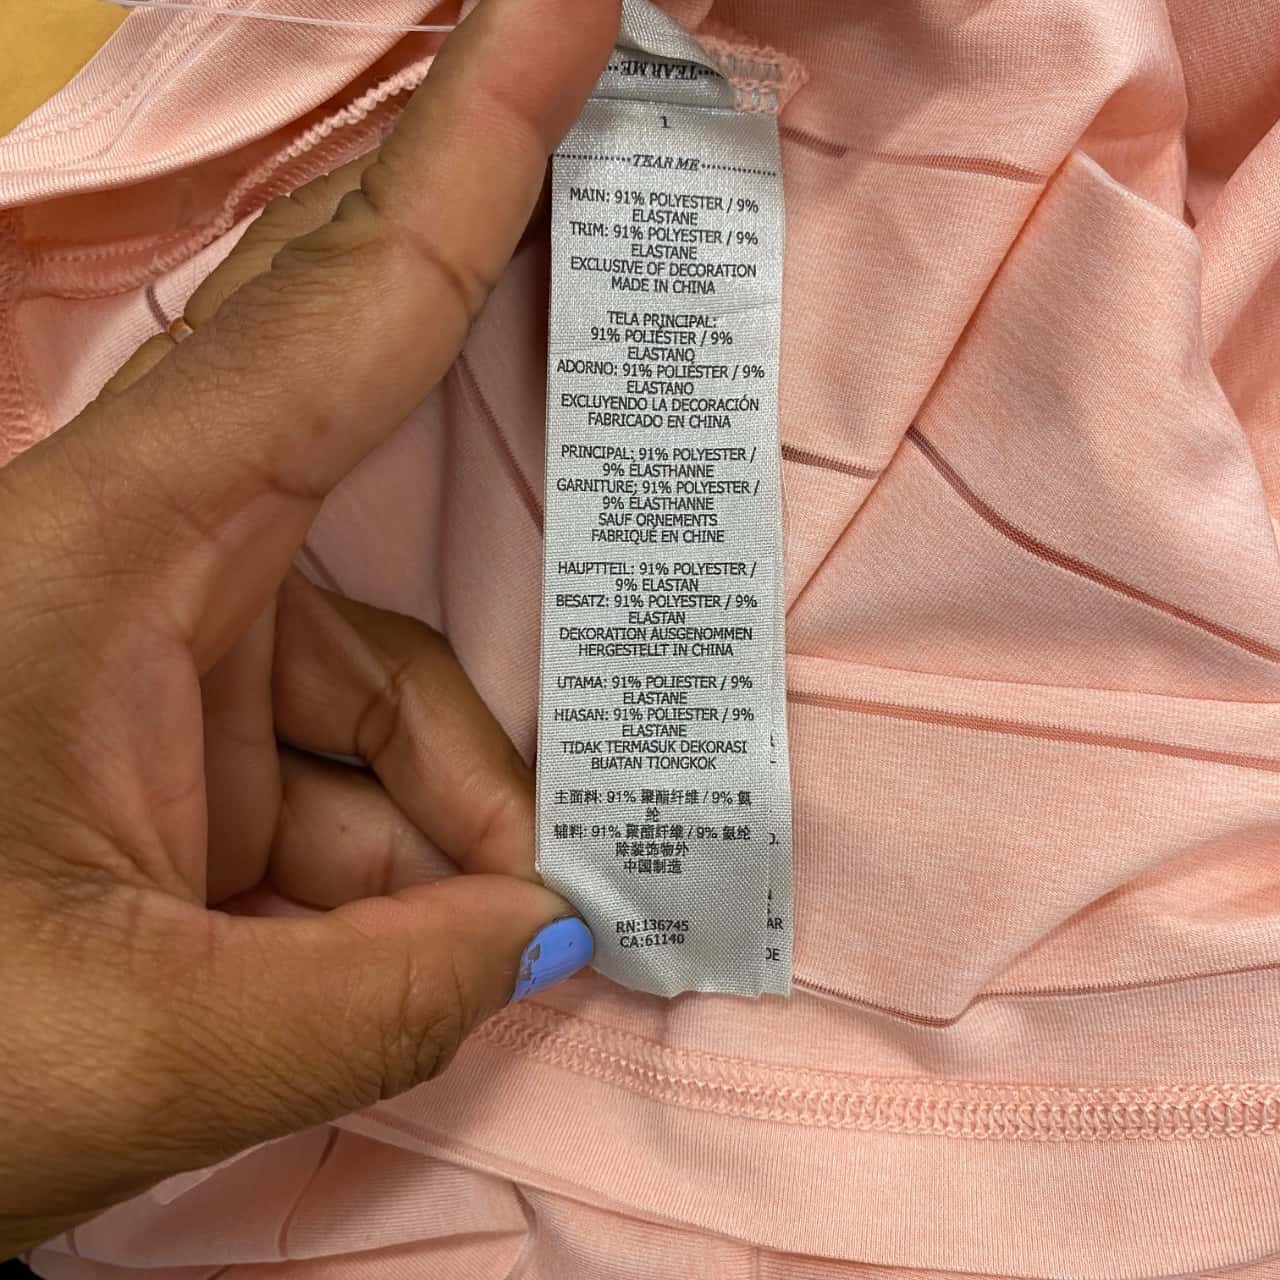 TEAR ME
1
TEAR ME
MAIN: 91% POLYESTER / 9%
ELASTANE
TRIM: 91% POLYESTER / 9%
ELASTANE
EXCLUSIVE OF DECORATION
MADE IN CHINA
TELA PRINCIPAL:
91% POLIÉSTER / 9%
ELASTANO
ADORNO: 91% POLIÉSTER / 9%
ELASTANO
EXCLUYENDO LA DECORACIÓN
FABRICADO EN CHINA
PRINCIPAL: 91% POLYESTER /
9% ÉLASTHANNE
GARNITURE: 91% POLYESTER /
9% ÉLASTHANNE
SAUF ORNEMENTS
FABRIQUÉ EN CHINE
HAUPTTEIL: 91% POLYESTER /
9% ELASTAN
BESATZ: 91% POLYESTER / 9%
ELASTAN
DEKORATION AUSGENOMMEN
HERGESTELLT IN CHINA
UTAMA: 91% POLIESTER / 9%
ELASTANE
HIASAN: 91% POLIESTER / 9%
ELASTANE
TIDAK TERMASUK DEKORASI
BUATAN TIONGKOK
主面料: 91% 聚酯纤维 / 9% 氨
纶
辅料: 91% 聚酯纤维 / 9% 氨纶
除装饰物外
中国制造
RN:136745
CA:61140